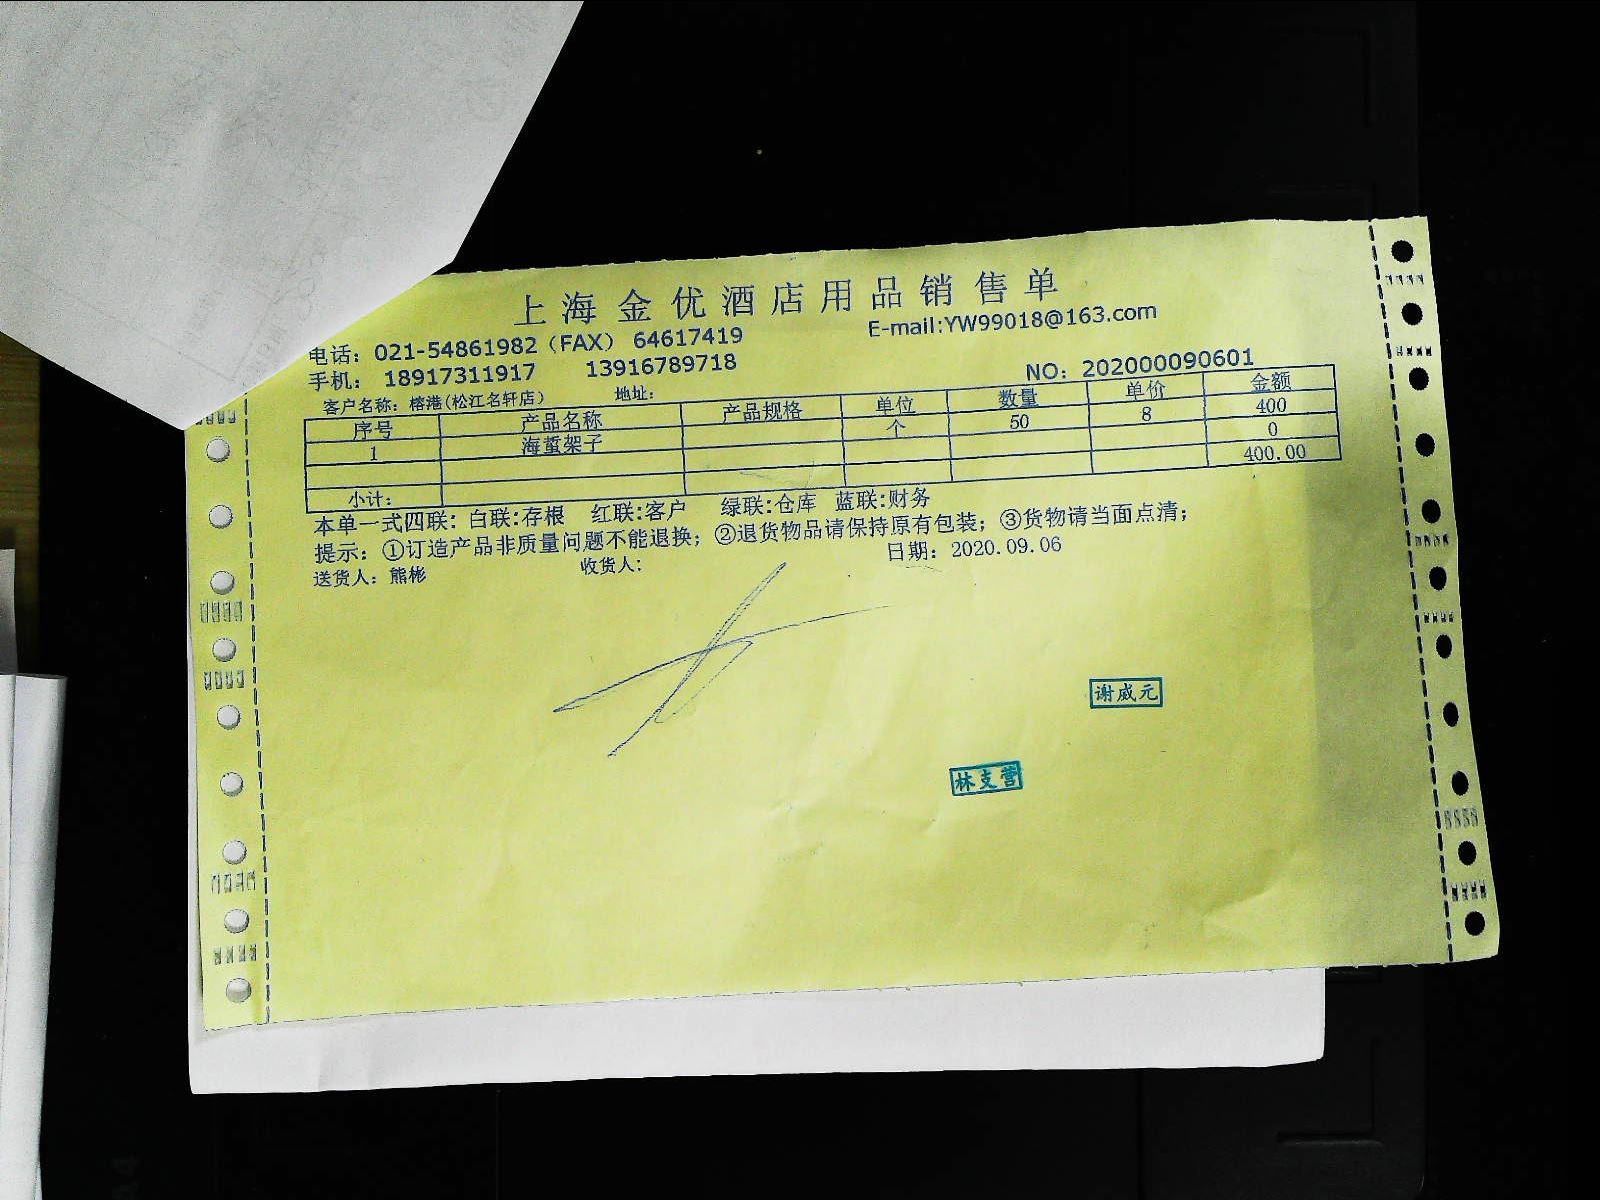 上海金优酒店用品销售单
电话：021-54861982（FAX） 64617419 E-mail:YW99018@163.com
手机： 18917311917 13916789718 NO：202000090601
客户名称：榕港(松江名轩店） 地址：
序号 产品名称 产品规格 单位 数量 单价 金额
1 海蜇架子 个 50 8 400
0
小计： 400.00
本单一式四联：白联:存根 红联:客户 绿联:仓库 蓝联:财务
提示：①订造产品非质量问题不能退换；②退货物品请保持原有包装；③货物请当面点清；
送货人：熊彬 收货人: 日期：2020.09.06
谢威元
林支营